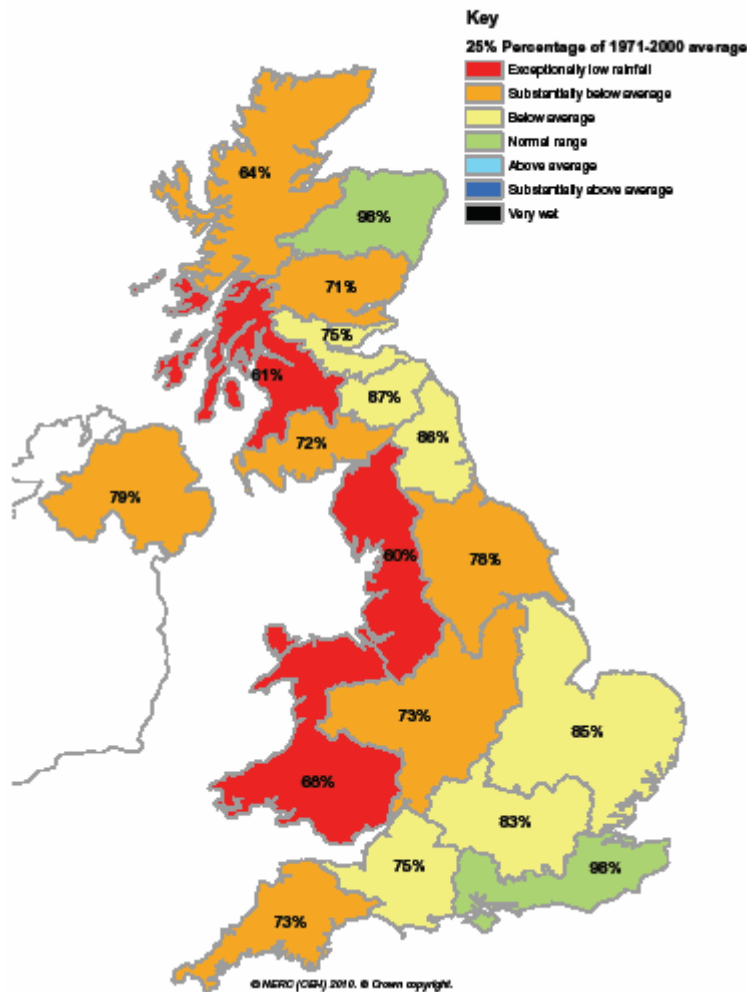 Key
25% Percentage of 1971-2000 average
Exceptionally low rainfall
Substantially below average
Below average
Normal range
Above average
Substantially above average
Very wet
64%
98%
71%
75%
61%
87%
86%
72%
79%
60%
78%
73%
85%
68%
83%
75%
98%
73%
© NERC (CEH) 2010. © Crown copyright.